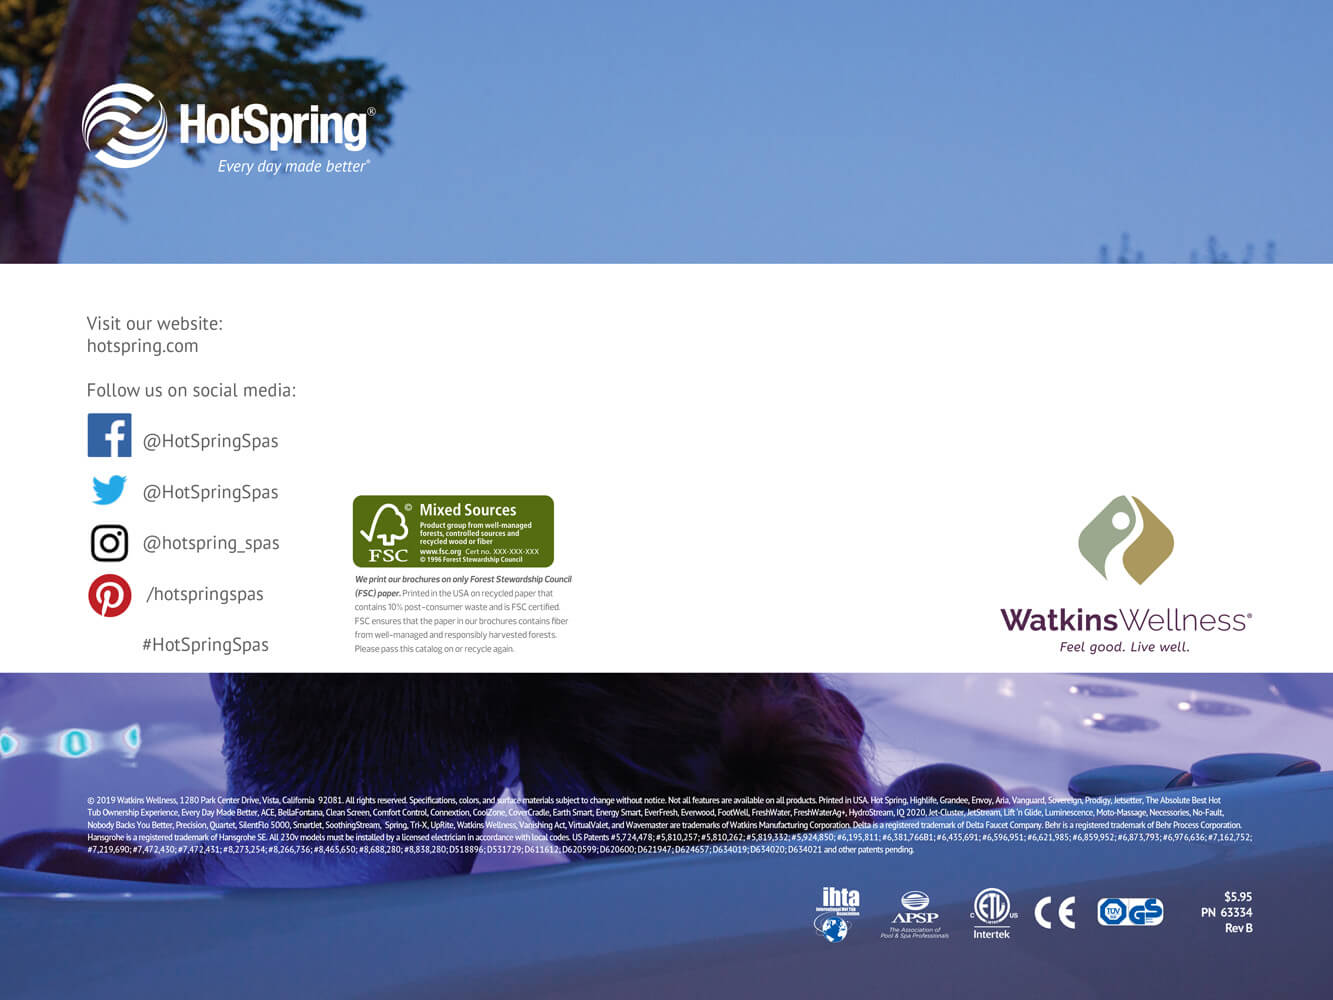 HotSpring®
Every day made better®
Visit our website:
hotspring.com
Follow us on social media:
@HotSpringSpas
@HotSpringSpas
@hotspring_spas
/hotspringspas
#HotSpringSpas
©
Mixed Sources
Product group from well-managed
forests, controlled sources and
recycled wood or fiber
www.fsc.org Cert no. XXX-XXX-XXX
© 1996 Forest Stewardship Council
FSC
We print our brochures on only Forest Stewardship Council
(FSC) paper. Printed in the USA on recycled paper that
contains 10% post-consumer waste and is FSC certified.
FSC ensures that the paper in our brochures contains fiber
from well-managed and responsibly harvested forests.
Please pass this catalog on or recycle again.
WatkinsWellness®
Feel good. Live well.
© 2019 Watkins Wellness, 1280 Park Center Drive, Vista, California 92081. All rights reserved. Specifications, colors, and surface materials subject to change without notice. Not all features are available on all products. Printed in USA. Hot Spring, Highlife, Grandee, Envoy, Aria, Vanguard, Sovereign, Prodigy, Jetsetter, The Absolute Best Hot
Tub Ownership Experience, Every Day Made Better, ACE, BellaFontana, Clean Screen, Comfort Control, Connextion, CoolZone, CoverCradle, Earth Smart, Energy Smart, EverFresh, Everwood, FootWell, FreshWater, FreshWaterAg+, HydroStream, IQ 2020, Jet-Cluster, JetStream, Lift 'n Glide, Luminescence, Moto-Massage, Necessories, No-Fault,
Nobody Backs You Better, Precision, Quartet, SilentFlo 5000, SmartJet, SoothingStream, Spring, Tri-X, UpRite, Watkins Wellness, Vanishing Act, VirtualValet, and Wavemaster are trademarks of Watkins Manufacturing Corporation. Delta is a registered trademark of Delta Faucet Company. Behr is a registered trademark of Behr Process Corporation.
Hansgrohe is a registered trademark of Hansgrohe SE. All 230v models must be installed by a licensed electrician in accordance with local codes. US Patents #5,724,478; #5,810,257; #5,810,262; #5,819,332; #5,924,850; #6,195,811; #6,381,766B1; #6,435,691; #6,596,951; #6,621,985; #6,859,952; #6,873,793; #6,976,636; #7,162,752;
#7,219,690; #7,472,430; #7,472,431; #8,273,254; #8,266,736; #8,465,650; #8,688,280; #8,838,280; D518896; D531729; D611612; D620599; D620600; D621947; D624657; D634019; D634020; D634021 and other patents pending.
ihta
International Hot Tub
Association
APSP
The Association of
Pool & Spa Professionals
C ETL US
Intertek
CE
TÜV GS
$5.95
PN 63334
Rev B